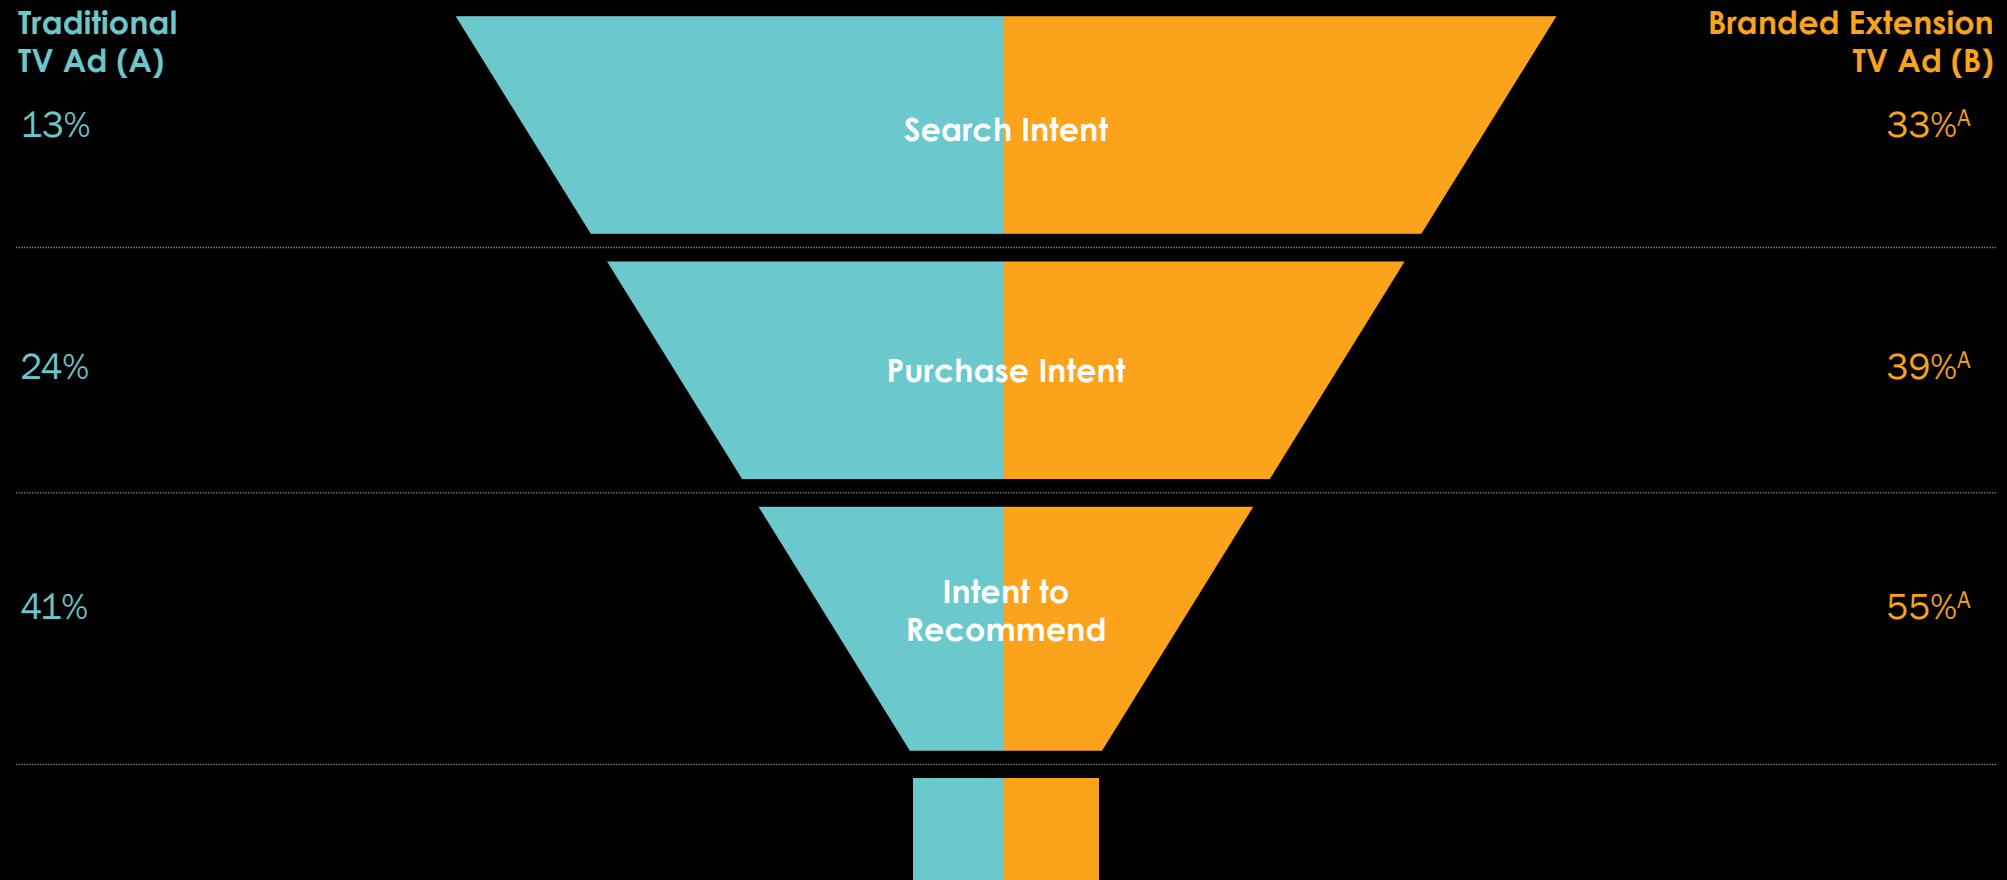 Traditional
TV Ad (A)
Branded Extension
TV Ad (B)
13%
Search Intent
33%A
24%
Purchase Intent
39%A
41%
Intent to
Recommend
55%A